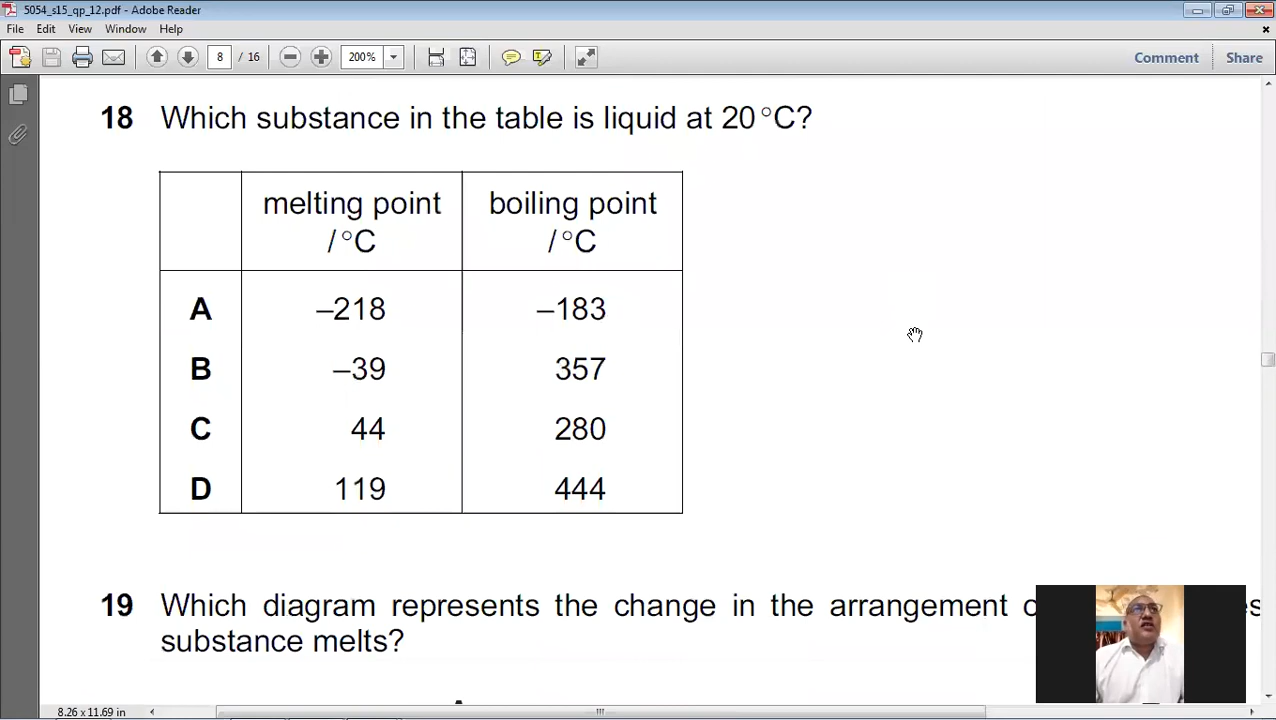 5054_s15_qp_12.pdf - Adobe Reader
File Edit View Window Help
8 / 16 200% Comment Share
18 Which substance in the table is liquid at 20 °C?
melting point boiling point
/ °C / °C
A –218 –183
B –39 357
C 44 280
D 119 444
19 Which diagram represents the change in the arrangement
substance melts?
8.26 x 11.69 in